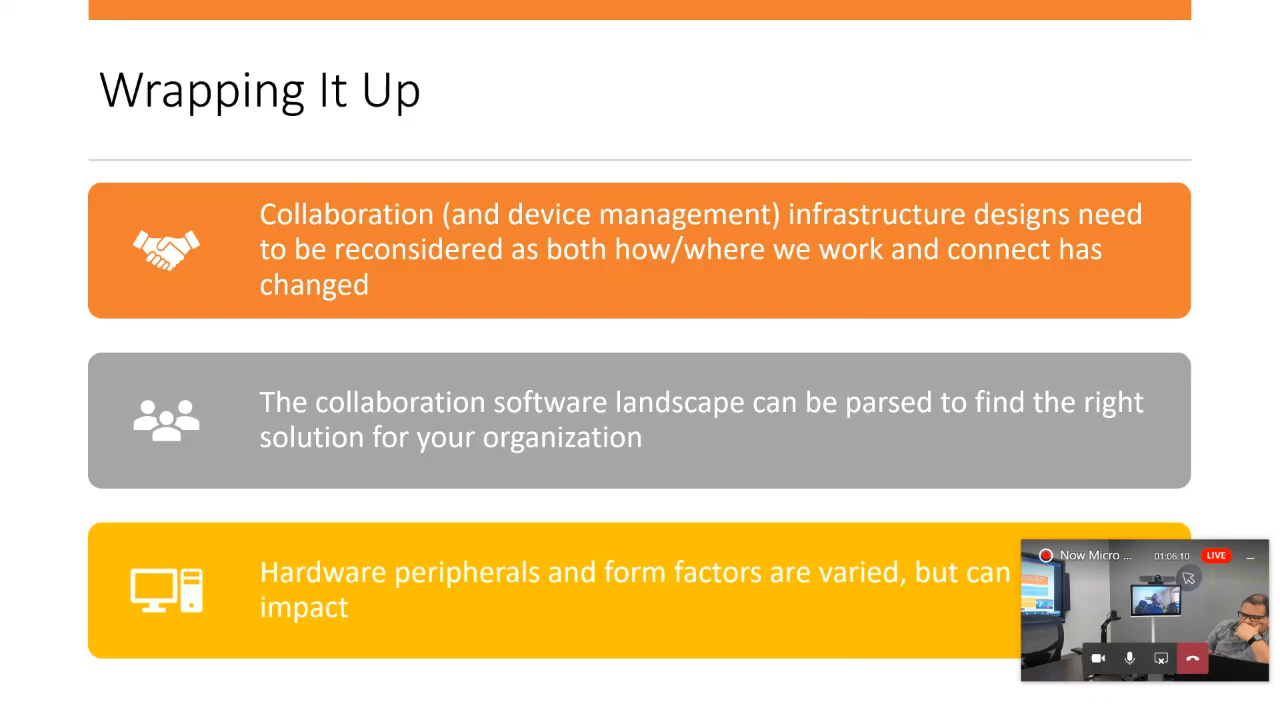 Wrapping It Up
Collaboration (and device management) infrastructure designs need
to be reconsidered as both how/where we work and connect has
changed
The collaboration software landscape can be parsed to find the right
solution for your organization
Hardware peripherals and form factors are varied, but can
impact
Now Micro ...
01:06:10
LIVE